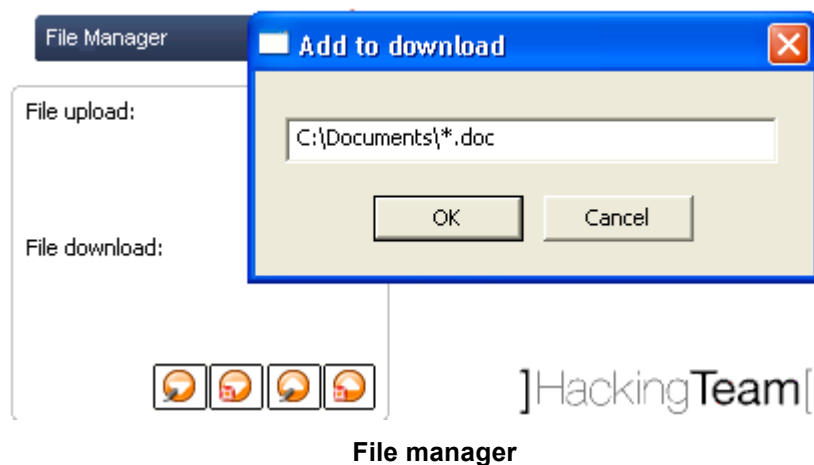 File Manager
Add to download
File upload:
C:\Documents\*.doc
OK
Cancel
File download:
]HackingTeam[
File manager